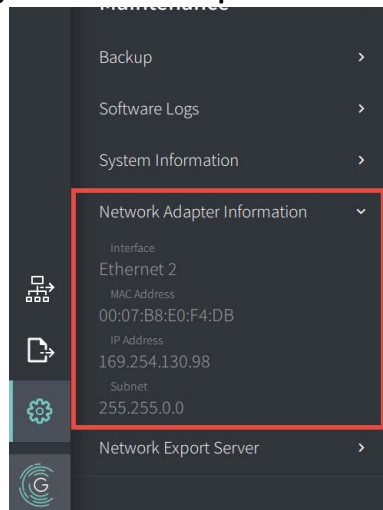 Maintenance
Backup
Software Logs
System Information
Network Adapter Information
Interface
Ethernet 2
MAC Address
00:07:B8:E0:F4:DB
IP Address
169.254.130.98
Subnet
255.255.0.0
Network Export Server
G